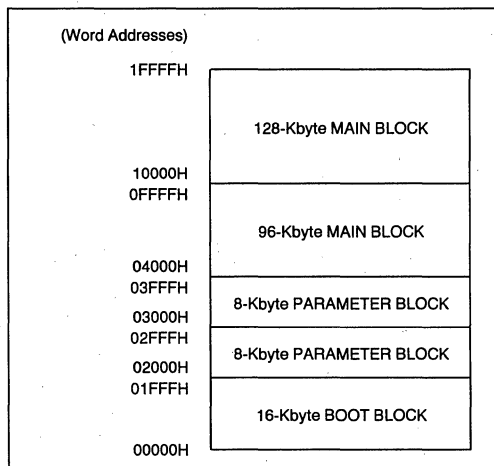 (Word Addresses)
1FFFFH
128-Kbyte MAIN BLOCK
10000H
0FFFFH
96-Kbyte MAIN BLOCK
04000H
03FFFH
8-Kbyte PARAMETER BLOCK
03000H
02FFFH
8-Kbyte PARAMETER BLOCK
02000H
01FFFH
16-Kbyte BOOT BLOCK
00000H